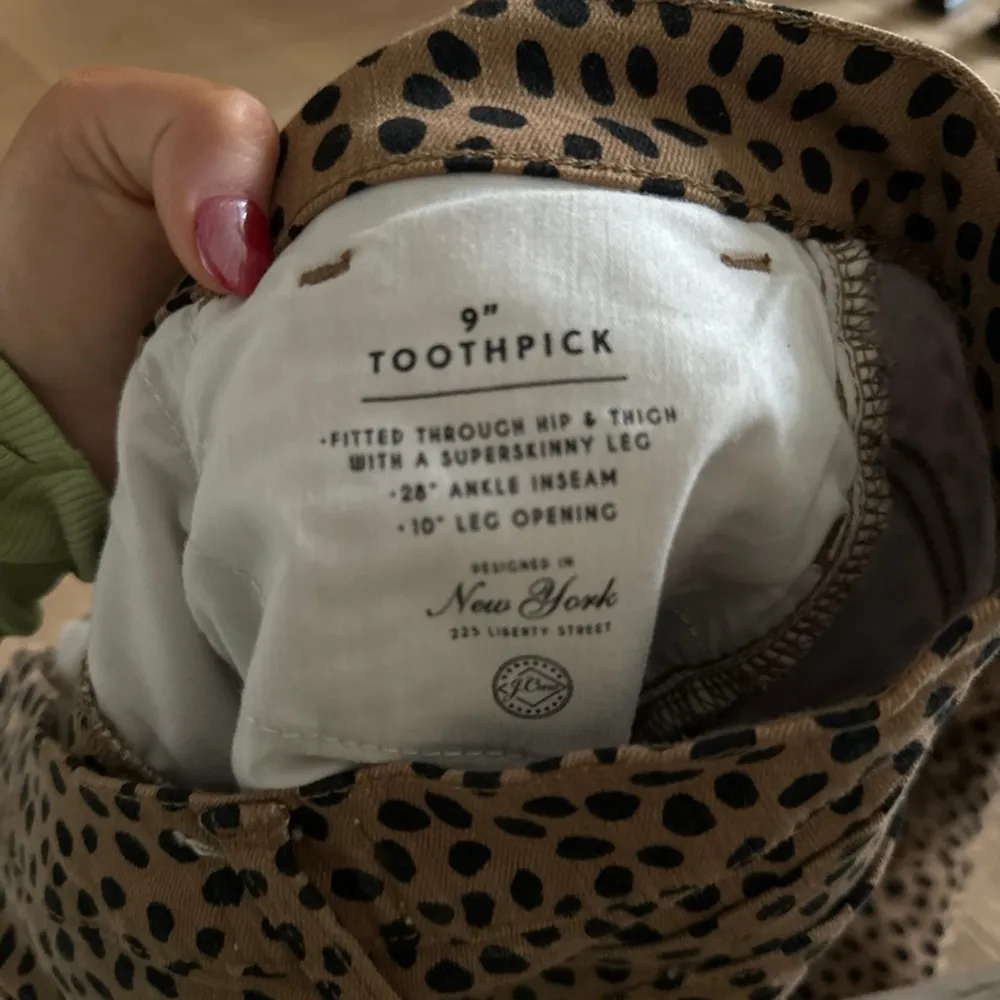 9"
TOOTHPICK
•FITTED THROUGH HIP & THIGH
WITH A SUPERSKINNY LEG
•28" ANKLE INSEAM
•10" LEG OPENING
DESIGNED IN
New York
225 LIBERTY STREET
J.Crew